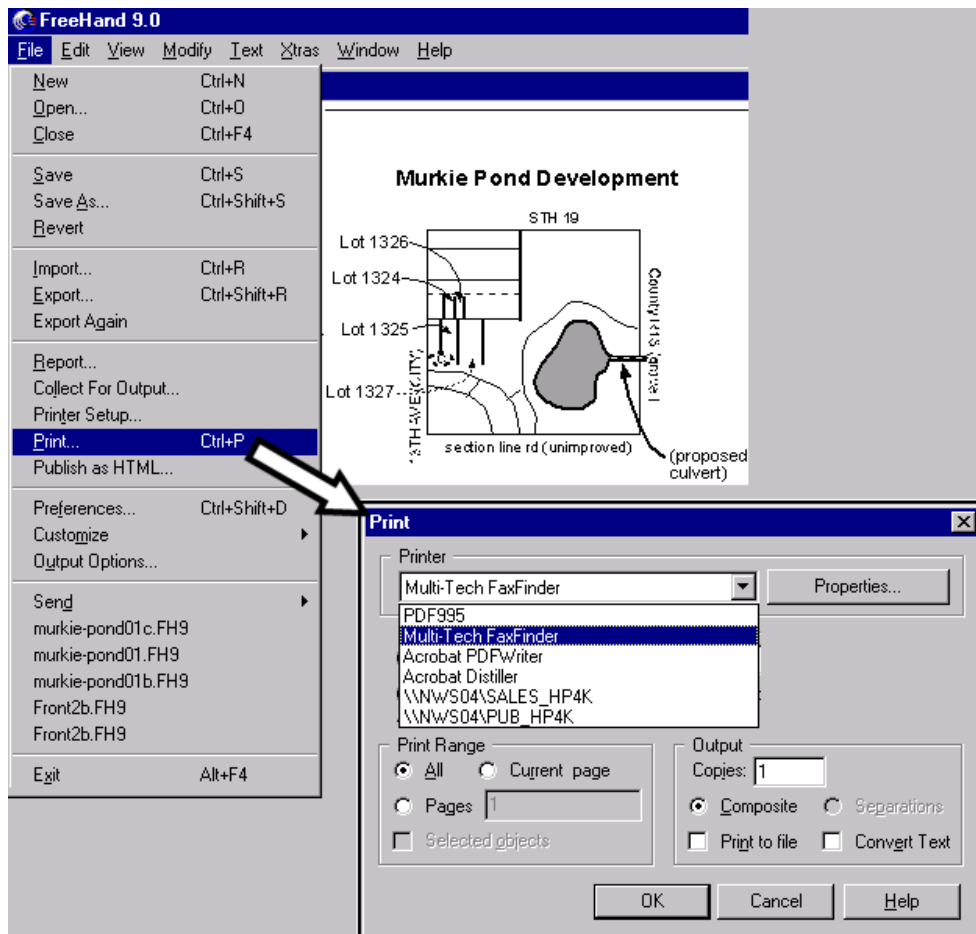 FreeHand 9.0
File Edit View Modify Text Xtras Window Help
New Ctrl+N
Open... Ctrl+O
Close Ctrl+F4
Save Ctrl+S
Save As... Ctrl+Shift+S
Revert
Import... Ctrl+R
Export... Ctrl+Shift+R
Export Again
Report...
Collect For Output...
Printer Setup...
Print... Ctrl+P
Publish as HTML...
Preferences... Ctrl+Shift+D
Customize
Output Options...
Send
murkie-pond01c.FH9
murkie-pond01.FH9
murkie-pond01b.FH9
Front2b.FH9
Front2b.FH9
Exit Alt+F4
Murkie Pond Development
STH 19
Lot 1326
Lot 1324
Lot 1325
Lot 1327
13TH AVE (CITY)
County
section line rd (unimproved)
(proposed
culvert)
Print
Printer
Multi-Tech FaxFinder
Properties...
PDF995
Multi-Tech FaxFinder
Acrobat PDFWriter
Acrobat Distiller
\\NWS04\SALES_HP4K
\\NWS04\PUB_HP4K
Print Range
All Current page
Pages 1
Selected objects
Output
Copies: 1
Composite Separations
Print to file Convert Text
OK Cancel Help